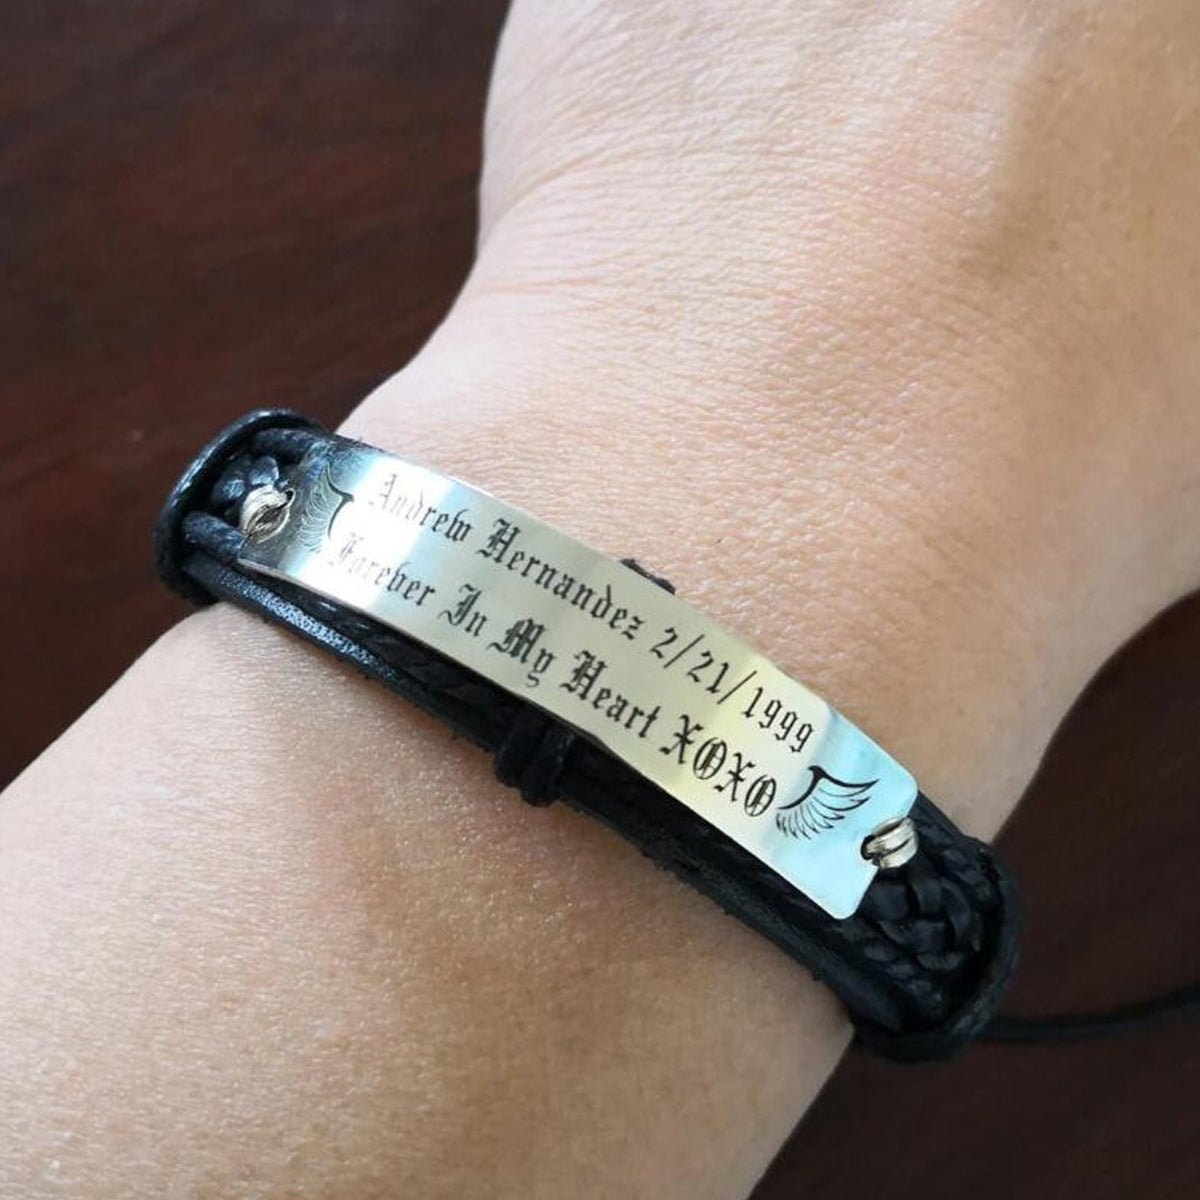 Andrew Hernandez 2/21/1999
Forever In My Heart XOXO